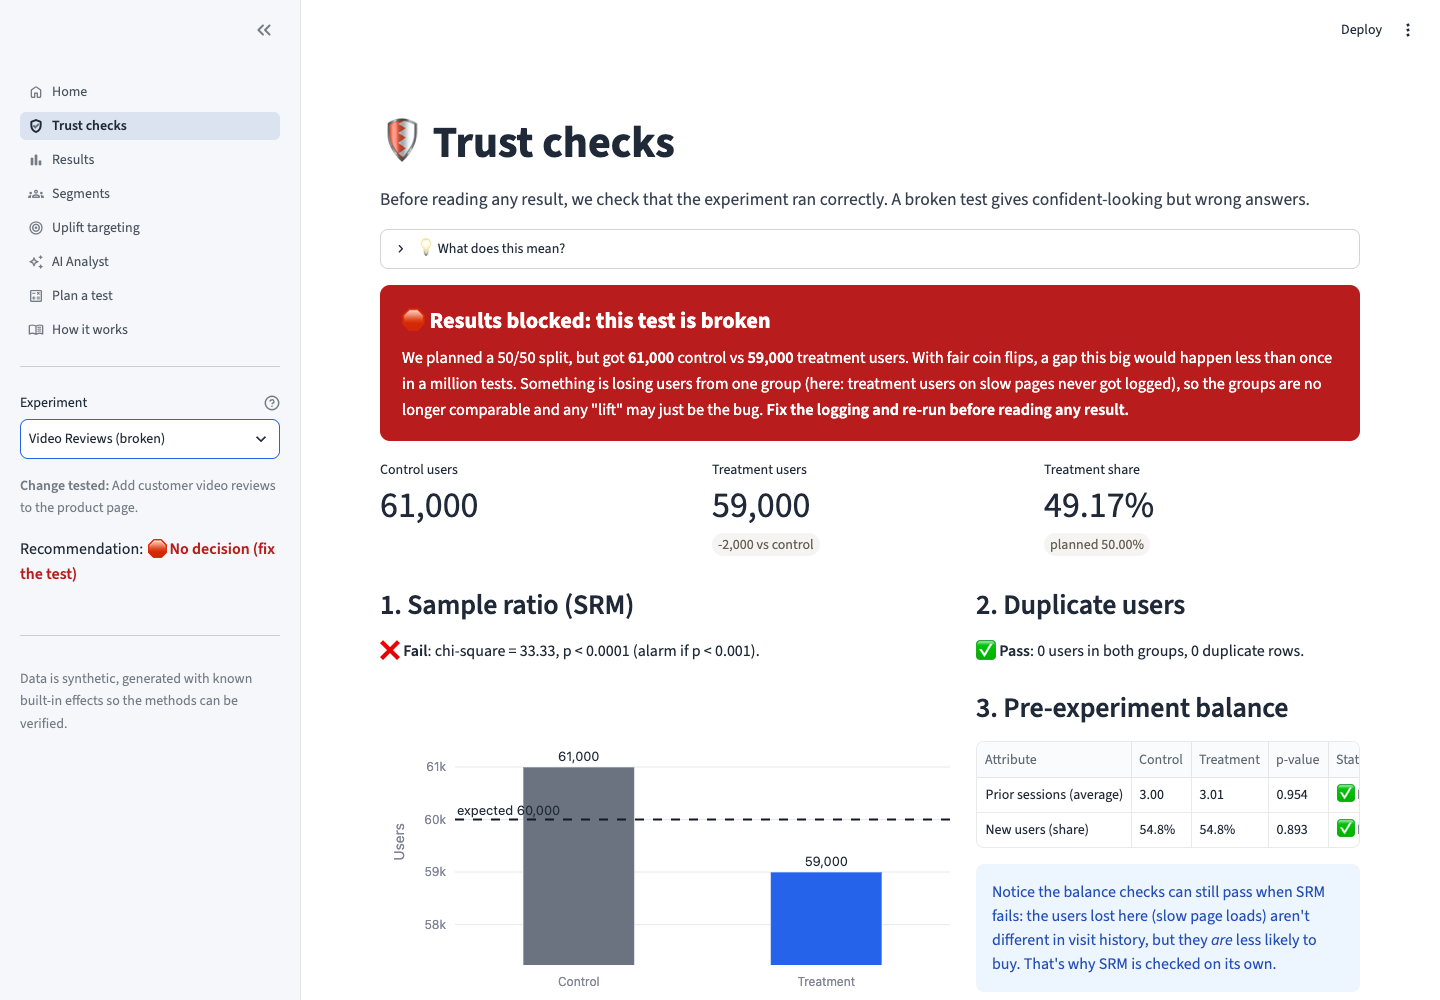 Deploy
Home
Trust checks
Results
Segments
Uplift targeting
AI Analyst
Plan a test
How it works
Experiment
Video Reviews (broken)
Change tested: Add customer video reviews
to the product page.
Recommendation: 🛑 No decision (fix
the test)
Data is synthetic, generated with known
built-in effects so the methods can be
verified.
Trust checks
Before reading any result, we check that the experiment ran correctly. A broken test gives confident-looking but wrong answers.
What does this mean?
Results blocked: this test is broken
We planned a 50/50 split, but got 61,000 control vs 59,000 treatment users. With fair coin flips, a gap this big would happen less than once
in a million tests. Something is losing users from one group (here: treatment users on slow pages never got logged), so the groups are no
longer comparable and any "lift" may just be the bug. Fix the logging and re-run before reading any result.
Control users
61,000
Treatment users
59,000
-2,000 vs control
Treatment share
49.17%
planned 50.00%
1. Sample ratio (SRM)
❌ Fail: chi-square = 33.33, p < 0.0001 (alarm if p < 0.001).
61,000
61k
expected 60,000
60k
59,000
59k
58k
Users
Control
Treatment
2. Duplicate users
✅ Pass: 0 users in both groups, 0 duplicate rows.
3. Pre-experiment balance
Attribute Control Treatment p-value Stat
Prior sessions (average) 3.00 3.01 0.954 ✅
New users (share) 54.8% 54.8% 0.893 ✅
Notice the balance checks can still pass when SRM
fails: the users lost here (slow page loads) aren't
different in visit history, but they are less likely to
buy. That's why SRM is checked on its own.